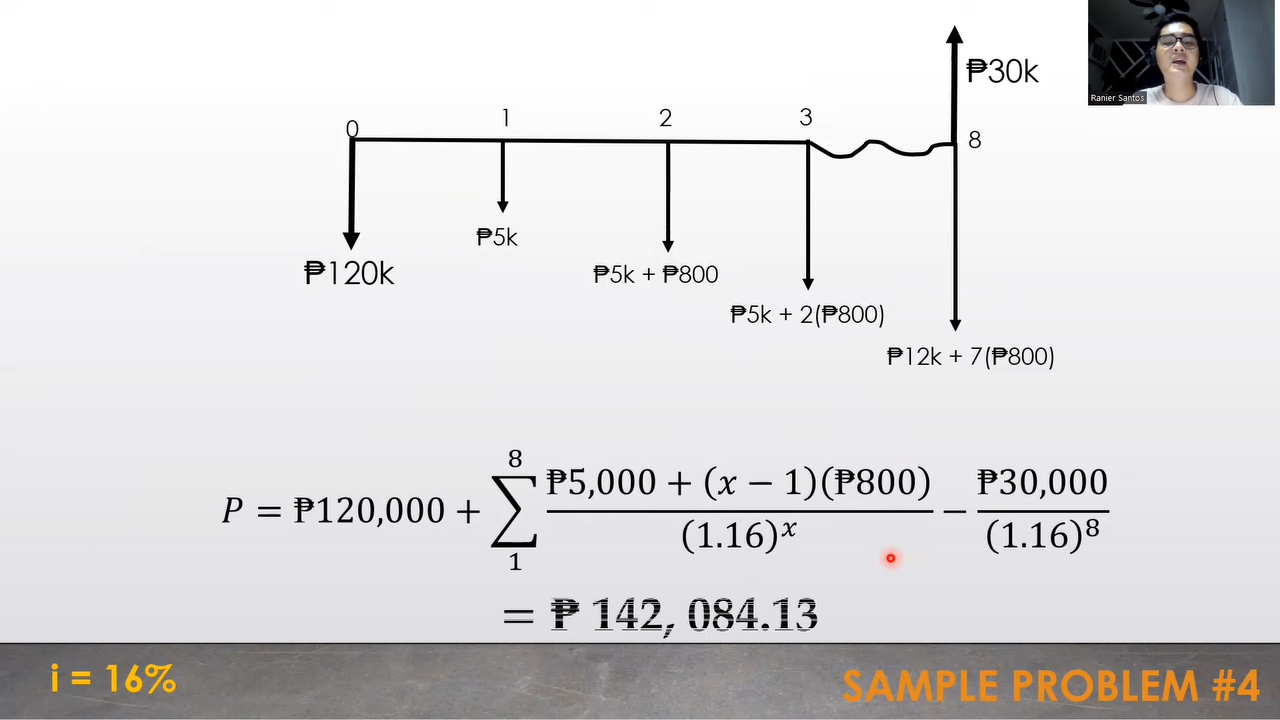 ₱30k
Ranier Santos
0 1 2 3 8
₱120k
₱5k
₱5k + ₱800
₱5k + 2(₱800)
₱12k + 7(₱800)
P = ₱120,000 + ∑₁⁸ (₱5,000 + (x − 1)(₱800))/(1.16)ˣ − ₱30,000/(1.16)⁸
= ₱ 142, 084.13
i = 16%
SAMPLE PROBLEM #4